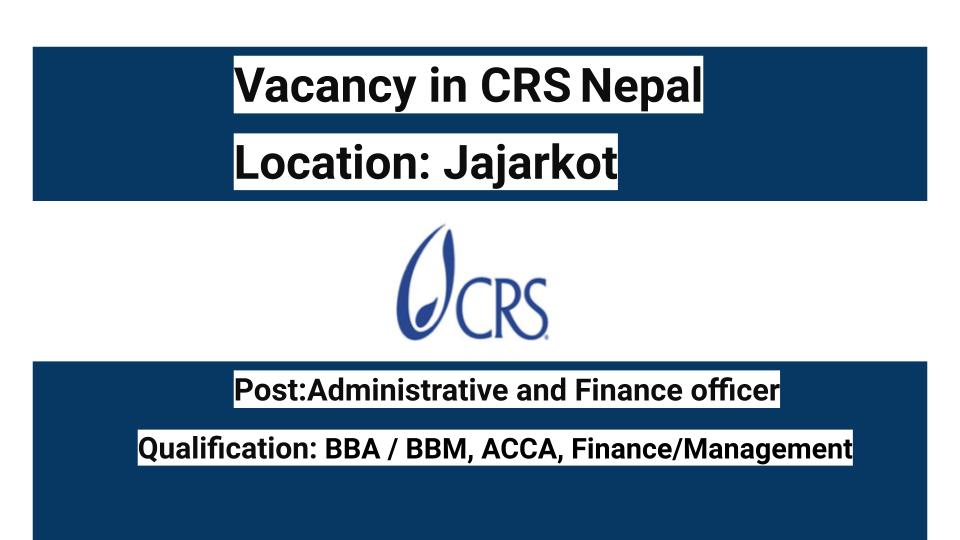 Vacancy in CRS Nepal
Location: Jajarkot
CRS
Post:Administrative and Finance officer
Qualification: BBA / BBM, ACCA, Finance/Management